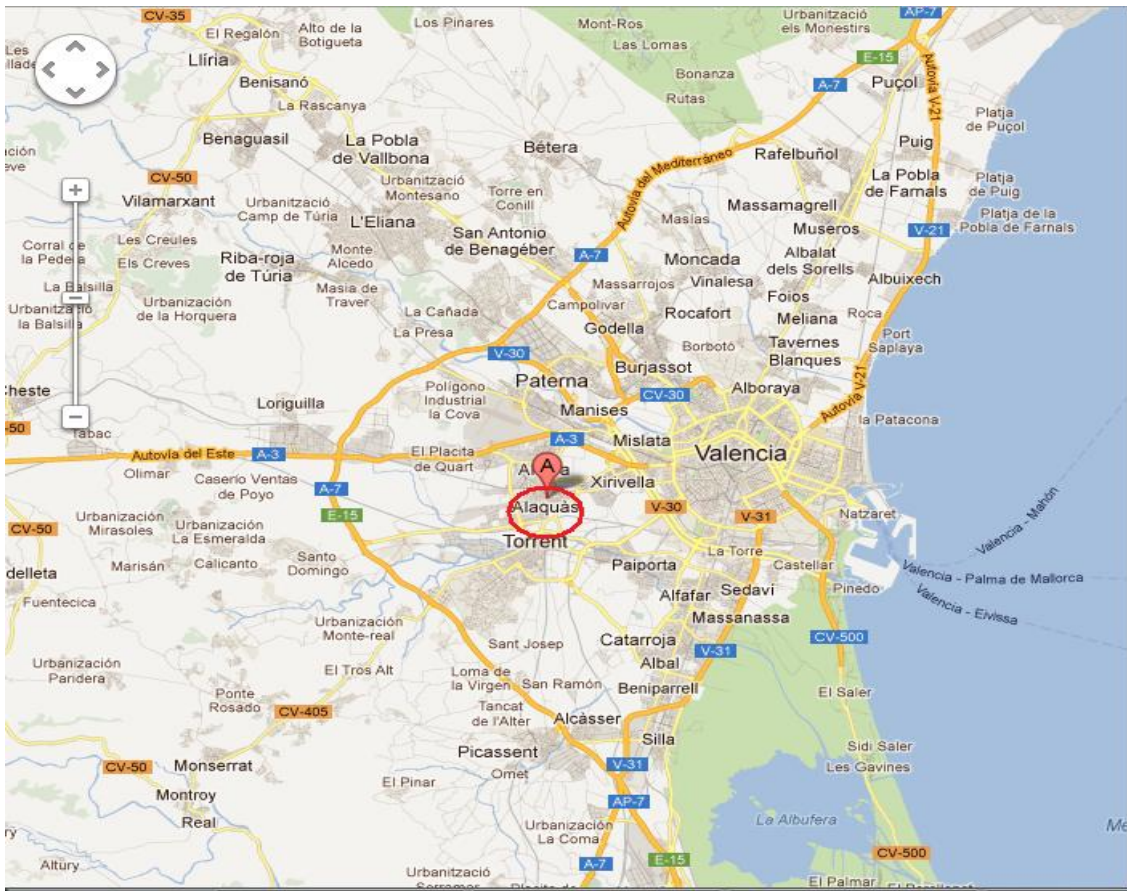 CV-35
El Regalón
Alto de la
Botigueta
Los Pinares
Mont-Ros
Las Lomas
Urbanització
els Monestirs
AP-7
Les
Llíria
E-15
Benisanó
Bonanza
A-7
Puçol
Autovía V-21
La Rascanya
Rutas
Platja
de Puçol
Benaguasil
La Pobla
de Vallbona
Bétera
Autovía del Mediterráneo
Rafelbuñol
Puig
CV-50
Urbanització
Montesano
La Pobla
de Farnals
Platja
de Puig
Vilamarxant
Urbanització
Camp de Túria
Torre en
Conill
Massamagrell
L'Eliana
Masías
Museros
Platja de la
Pobla de Farnals
V-21
Corral de
la Pedera
Les Creules
Els Creves
Monte
Alcedo
San Antonio
de Benagéber
A-7
Moncada
Albalat
dels Sorells
Riba-roja
de Túria
Albuixech
La Balsilla
Masia de
Traver
Massarrojos
Vinalesa
Urbanización
de la Horquera
Urbanización
la Balsilla
La Cañada
Campolivar
Foios
Rocafort
Meliana
Roca
La Presa
Godella
Port
Saplaya
Borbotó
Tavernes
Blanques
V-30
Burjassot
Cheste
Polígono
Industrial
la Cova
Paterna
CV-30
Alboraya
Autovía V-21
Loriguilla
Manises
la Patacona
-50
Tabac
A-3
Mislata
Autovía del Este
A-3
El Placita
de Quart
Valencia
Olimar
A
Caserío Ventas
de Poyo
A-7
Xirivella
Alaquàs
V-30
V-31
Natzaret
E-15
CV-50
Urbanización
Mirasoles
Urbanización
La Esmeralda
Valencia - Mahón
Torrent
La Torre
Santo
Domingo
Marisán
Calicanto
Paiporta
Castellar
Valencia - Palma de Mallorca
Pinedo
Alfafar
Sedaví
Valencia - Eivissa
Fuentecica
Massanassa
Urbanización
Monte-real
Sant Josep
Catarroja
CV-500
V-31
Albal
Urbanización
Paridera
El Tros Alt
Loma de
la Virgen
San Ramón
Beniparrell
El Saler
Ponte
Rosado
CV-405
Tancat
de l'Alter
Alcàsser
Silla
Picassent
Sidi Saler
Les Gavines
CV-50
Monserrat
Omet
V-31
El Pinar
Montroy
AP-7
Real
La Albufera
Urbanización
La Coma
CV-500
Altury
A-7
E-15
Urbanització
El Palmar